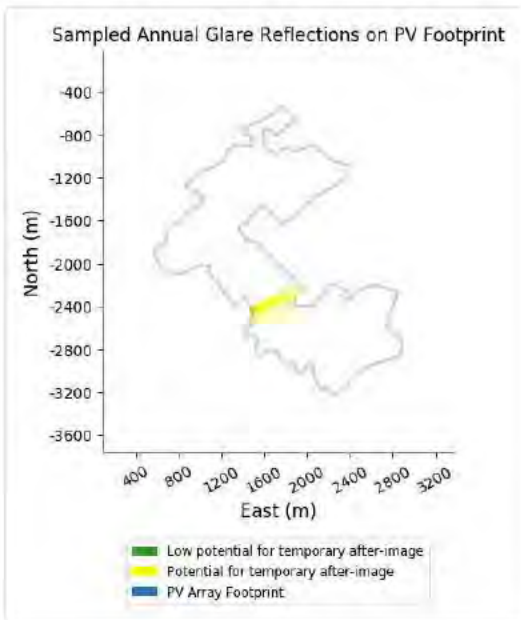 Sampled Annual Glare Reflections on PV Footprint
-400
-800
-1200
-1600
-2000
-2400
-2800
-3200
-3600
North (m)
400
800
1200
1600
2000
2400
2800
3200
East (m)
Low potential for temporary after-image
Potential for temporary after-image
PV Array Footprint